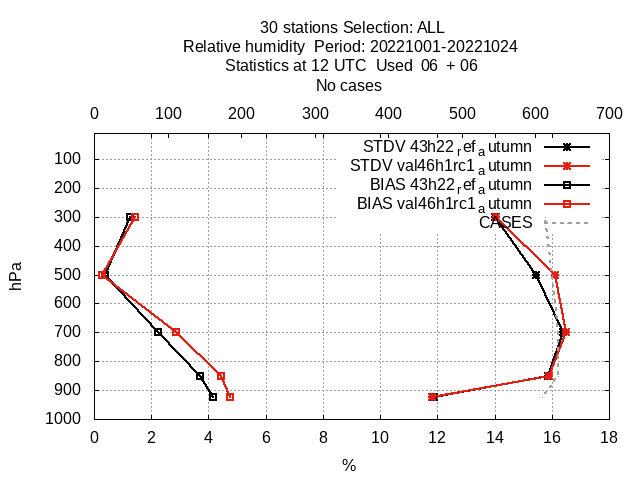 30 stations Selection: ALL
Relative humidity  Period: 20221001-20221024
Statistics at 12 UTC  Used  06  + 06
No cases
0 100 200 300 400 500 600 700
STDV 43h22_ref_autumn
STDV val46h1rc1_autumn
BIAS 43h22_ref_autumn
BIAS val46h1rc1_autumn
CASES
100
200
300
400
500
600
700
800
900
1000
hPa
0 2 4 6 8 10 12 14 16 18
%